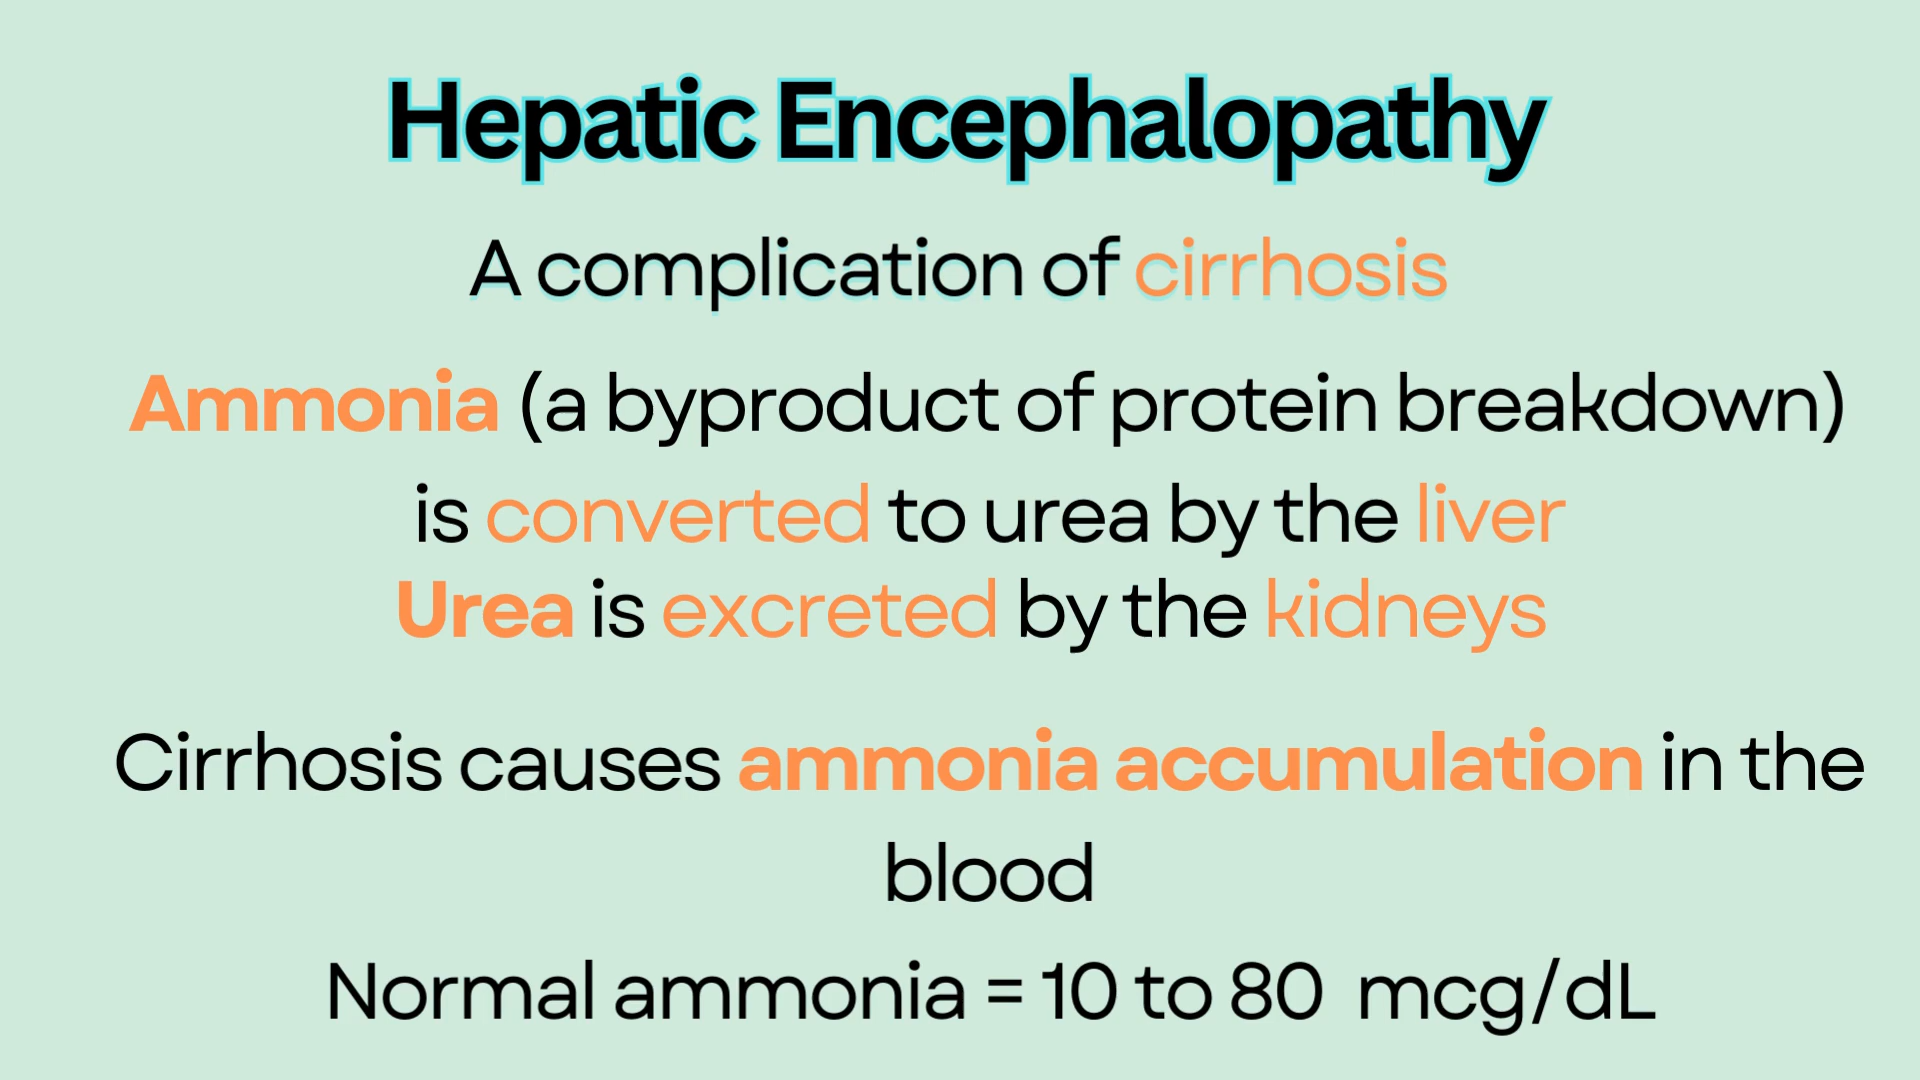 Hepatic Encephalopathy
A complication of cirrhosis
Ammonia (a byproduct of protein breakdown)
is converted to urea by the liver
Urea is excreted by the kidneys
Cirrhosis causes ammonia accumulation in the
blood
Normal ammonia = 10 to 80 mcg/dL